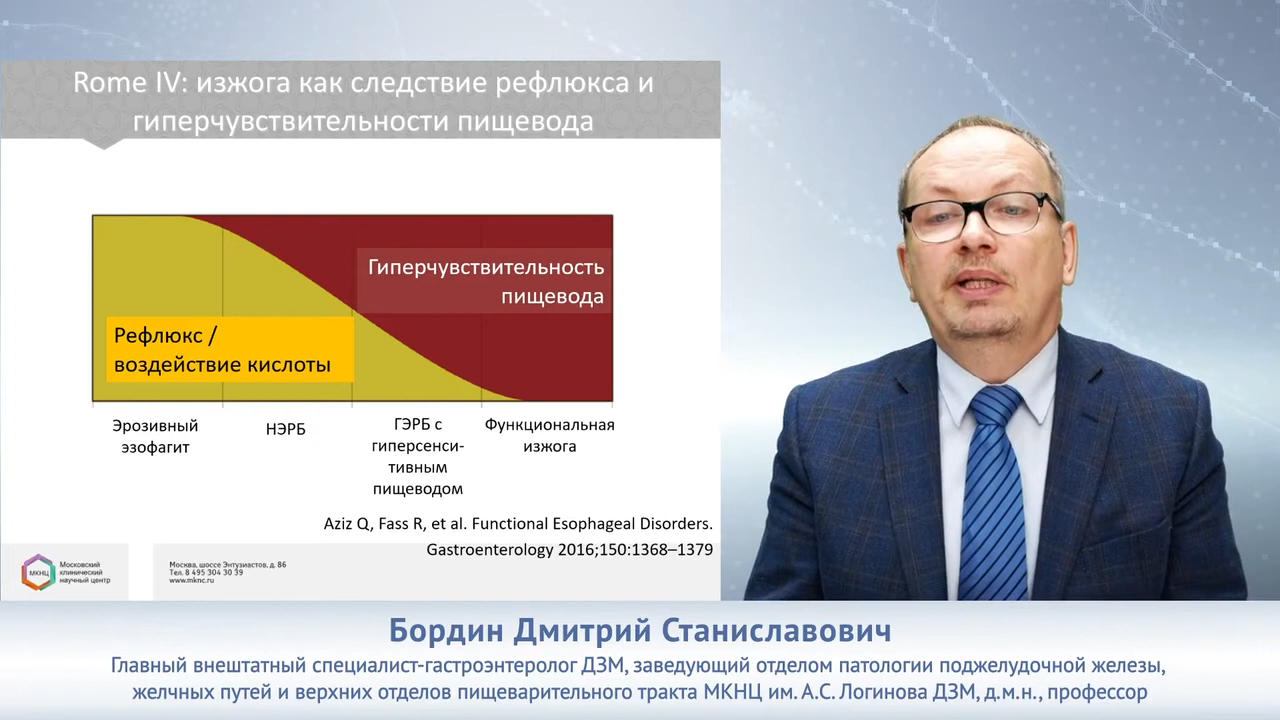 Rome IV: изжога как следствие рефлюкса и
гиперчувствительности пищевода
Гиперчувствительность
пищевода
Рефлюкс /
воздействие кислоты
Эрозивный
эзофагит
НЭРБ
ГЭРБ с
гиперсенси-
тивным
пищеводом
Функциональная
изжога
Aziz Q, Fass R, et al. Functional Esophageal Disorders.
Gastroenterology 2016;150:1368–1379
МКНЦ
Московский
клинический
научный центр
Москва, шоссе Энтузиастов, д. 86
Тел. 8 495 304 30 39
www.mknc.ru
Бордин Дмитрий Станиславович
Главный внештатный специалист-гастроэнтеролог ДЗМ, заведующий отделом патологии поджелудочной железы,
желчных путей и верхних отделов пищеварительного тракта МКНЦ им. А.С. Логинова ДЗМ, д.м.н., профессор